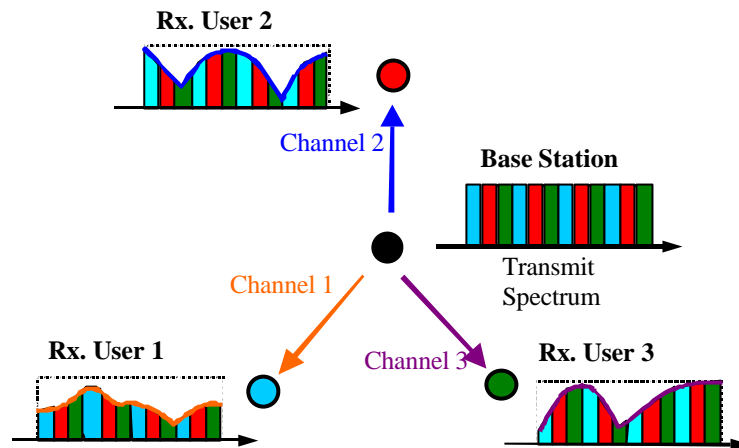 Rx. User 2
Channel 2
Base Station
Transmit
Spectrum
Channel 1
Channel 3
Rx. User 1
Rx. User 3